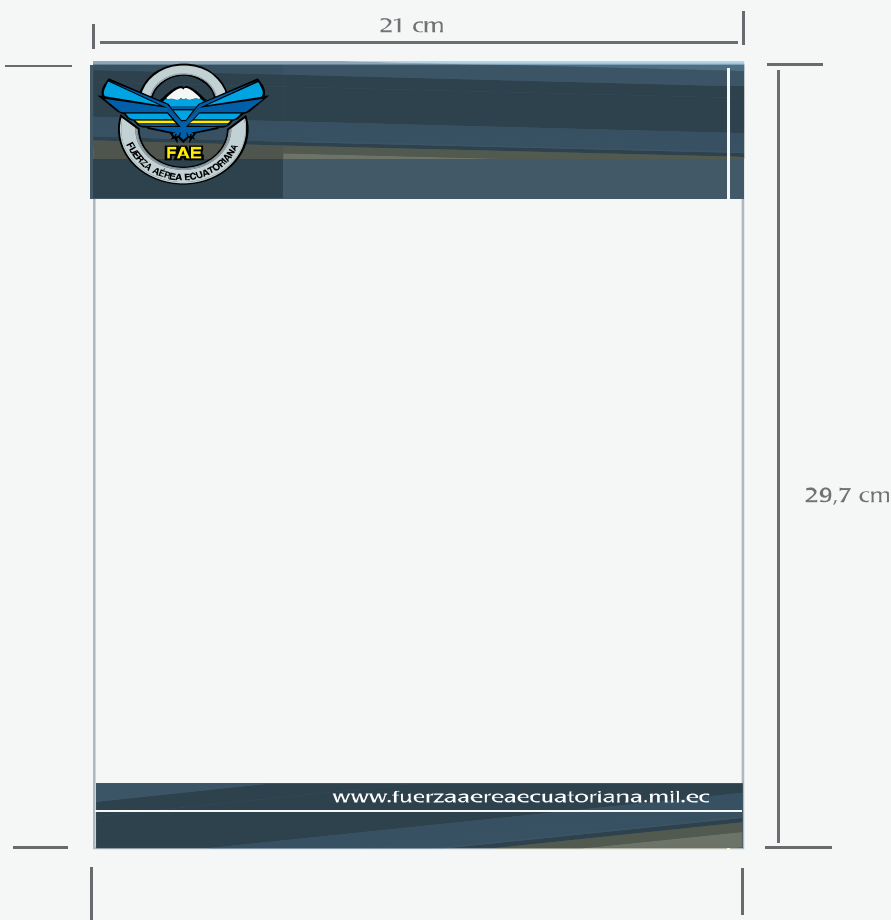 21 cm
FAE
FUERZA AÉREA ECUATORIANA
29,7 cm
www.fuerzaaereaecuatoriana.mil.ec